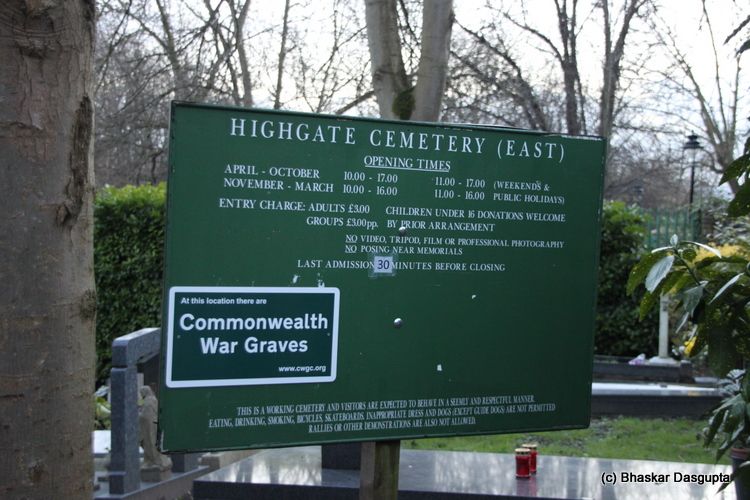 HIGHGATE CEMETERY (EAST)
OPENING TIMES
APRIL - OCTOBER 10.00 - 17.00 11.00 - 17.00 (WEEKENDS &
NOVEMBER - MARCH 10.00 - 16.00 11.00 - 16.00 PUBLIC HOLIDAYS)
ENTRY CHARGE: ADULTS £3.00 CHILDREN UNDER 16 DONATIONS WELCOME
GROUPS £3.00pp. BY PRIOR ARRANGEMENT
NO VIDEO, TRIPOD, FILM OR PROFESSIONAL PHOTOGRAPHY
NO POSING NEAR MEMORIALS
LAST ADMISSION 30 MINUTES BEFORE CLOSING
At this location there are
Commonwealth
War Graves
www.cwgc.org
THIS IS A WORKING CEMETERY AND VISITORS ARE EXPECTED TO BEHAVE IN A SEEMLY AND RESPECTFUL MANNER.
EATING, DRINKING, SMOKING, BICYCLES, SKATEBOARDS, INAPPROPRIATE DRESS AND DOGS (EXCEPT GUIDE DOGS) ARE NOT PERMITTED
RALLIES OR OTHER DEMONSTRATIONS ARE ALSO NOT ALLOWED.
(c) Bhaskar Dasgupta